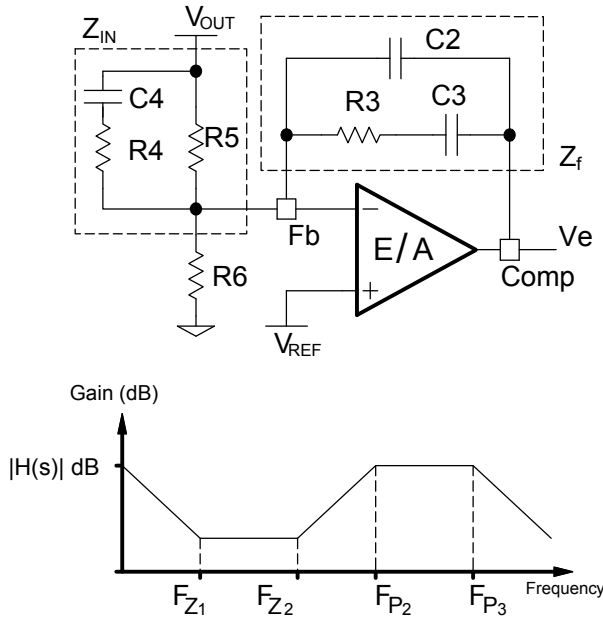 V_OUT
Z_IN
C2
C4
R3
C3
R4
R5
Z_f
Fb
−
E/A
Ve
R6
Comp
+
V_REF
Gain (dB)
|H(s)| dB
F_Z1 F_Z2 F_P2 F_P3 Frequency